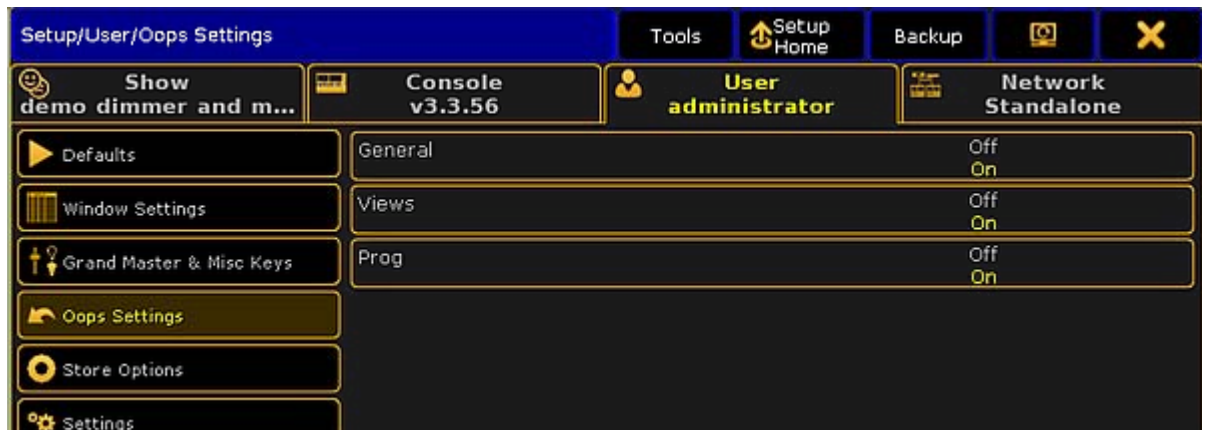 Setup/User/Oops Settings
Tools
Setup
Home
Backup
Show
demo dimmer and m...
Console
v3.3.56
User
administrator
Network
Standalone
Defaults
Window Settings
Grand Master & Misc Keys
Oops Settings
Store Options
Settings
General
Off
On
Views
Off
On
Prog
Off
On